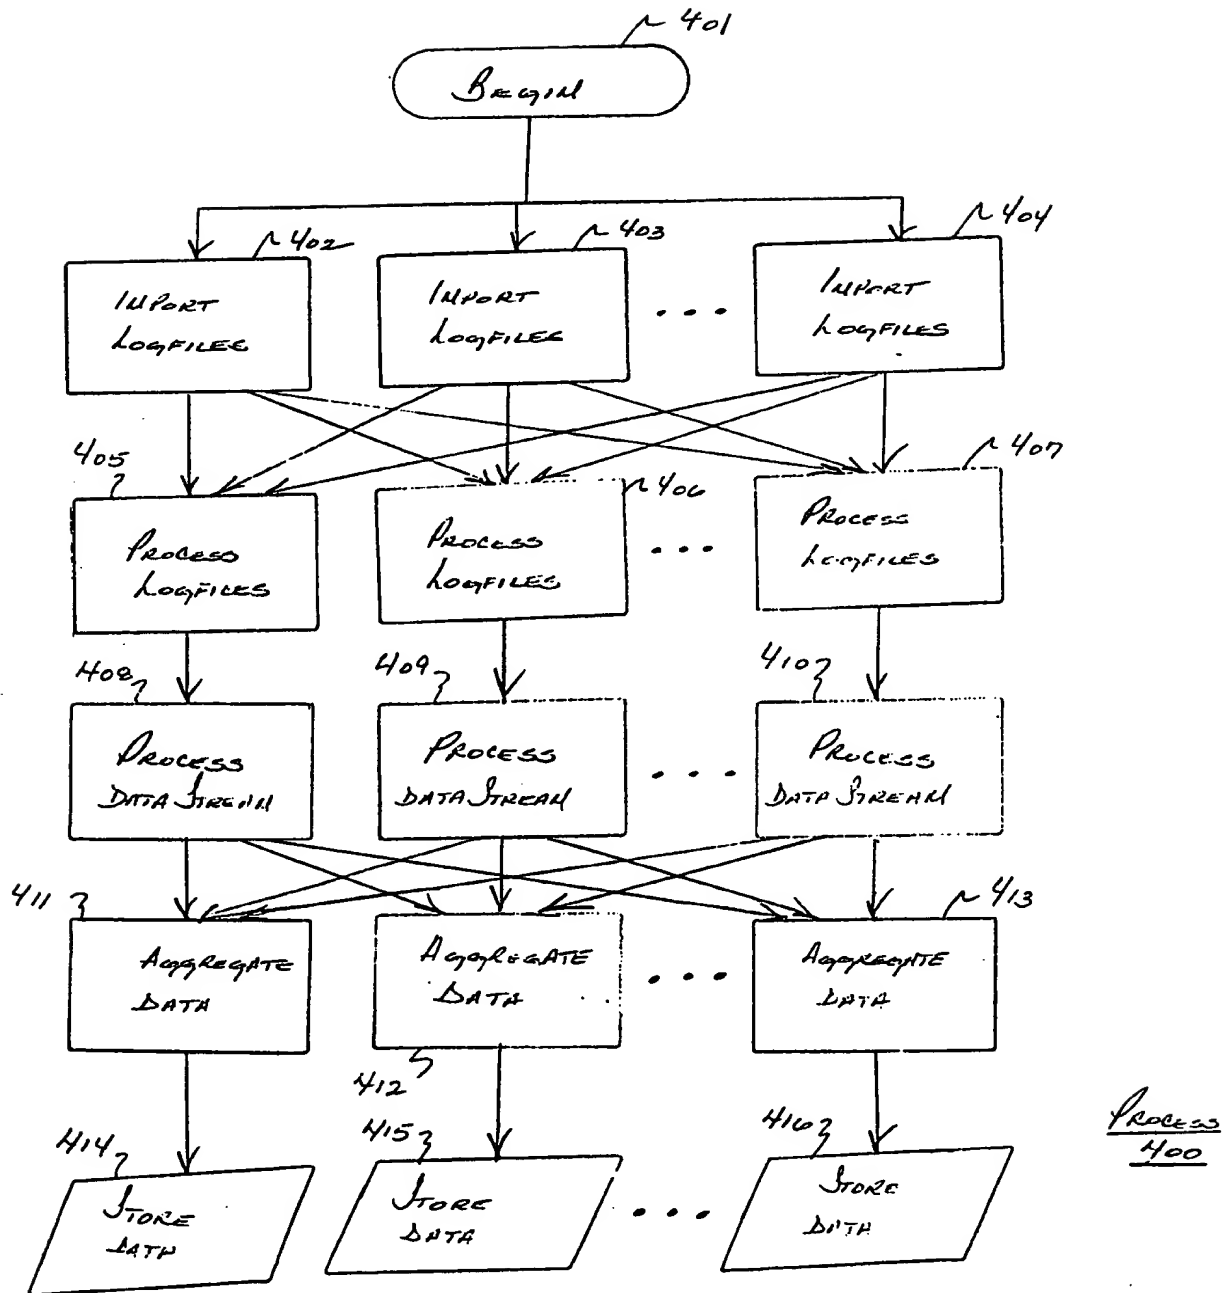 401
BEGIN
402
403
404
IMPORT
LOGFILES
IMPORT
LOGFILES
IMPORT
LOGFILES
405
406
407
PROCESS
LOGFILES
PROCESS
LOGFILES
PROCESS
LOGFILES
408
409
410
PROCESS
DATA STREAM
PROCESS
DATA STREAM
PROCESS
DATA STREAM
411
413
AGGREGATE
DATA
AGGREGATE
DATA
AGGREGATE
DATA
412
414
415
416
STORE
DATA
STORE
DATA
STORE
DATA
PROCESS
400